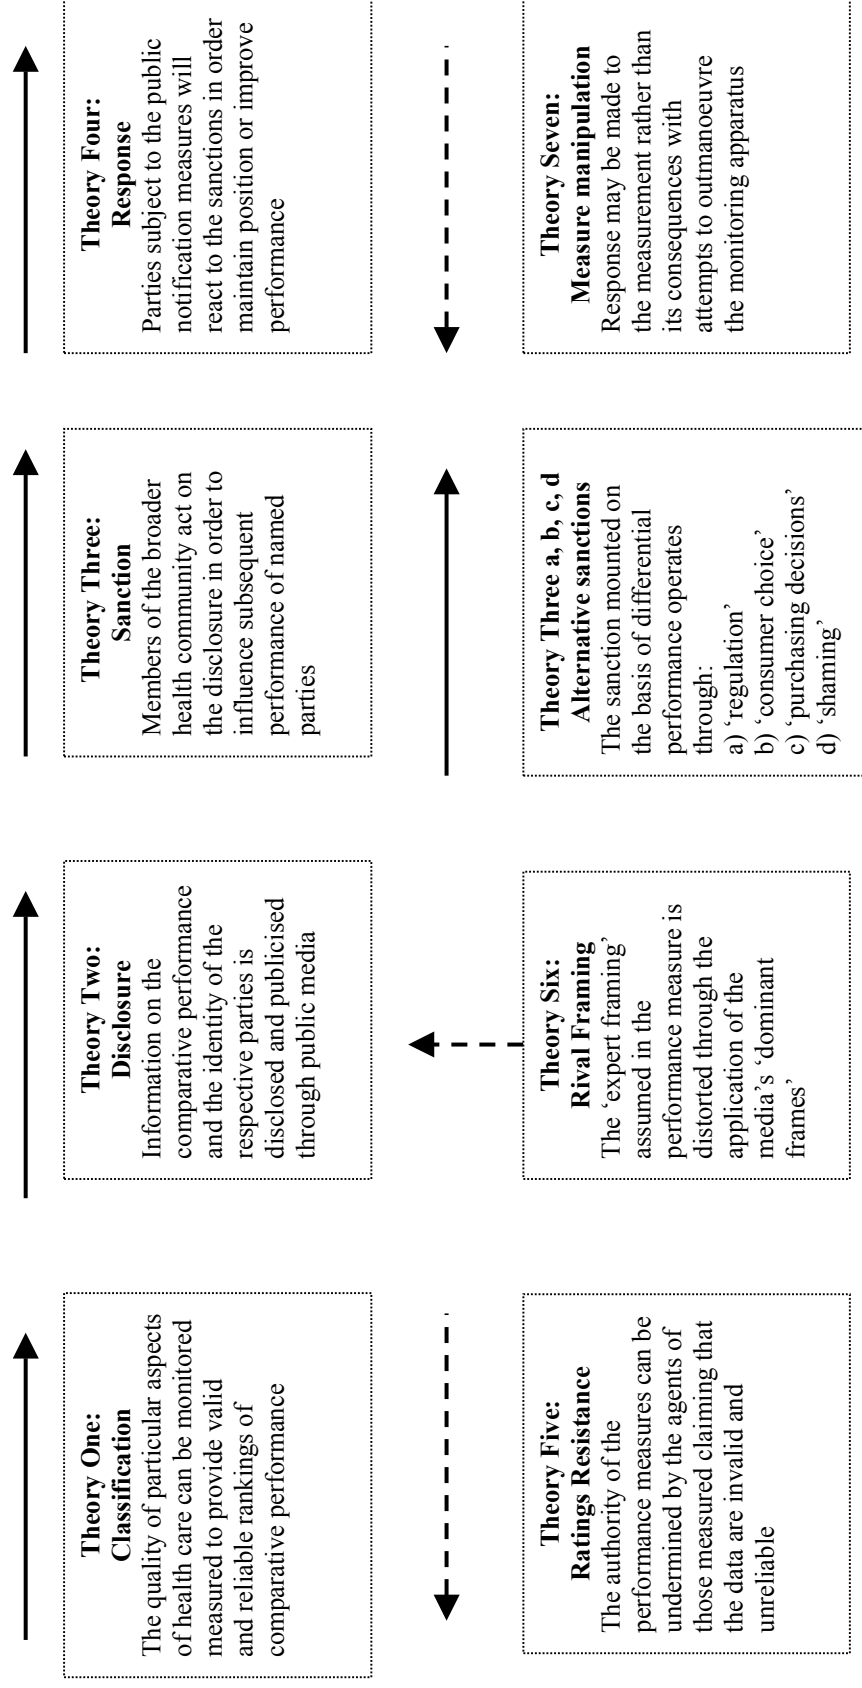 Theory One:
Classification
The quality of particular aspects
of health care can be monitored
measured to provide valid
and reliable rankings of
comparative performance
Theory Two:
Disclosure
Information on the
comparative performance
and the identity of the
respective parties is
disclosed and publicised
through public media
Theory Three:
Sanction
Members of the broader
health community act on
the disclosure in order to
influence subsequent
performance of named
parties
Theory Four:
Response
Parties subject to the public
notification measures will
react to the sanctions in order
maintain position or improve
performance
Theory Five:
Ratings Resistance
The authority of the
performance measures can be
undermined by the agents of
those measured claiming that
the data are invalid and
unreliable
Theory Six:
Rival Framing
The ‘expert framing’
assumed in the
performance measure is
distorted through the
application of the
media’s ‘dominant
frames’
Theory Three a, b, c, d
Alternative sanctions
The sanction mounted on
the basis of differential
performance operates
through:
a) ‘regulation’
b) ‘consumer choice’
c) ‘purchasing decisions’
d) ‘shaming’
Theory Seven:
Measure manipulation
Response may be made to
the measurement rather than
its consequences with
attempts to outmanoeuvre
the monitoring apparatus